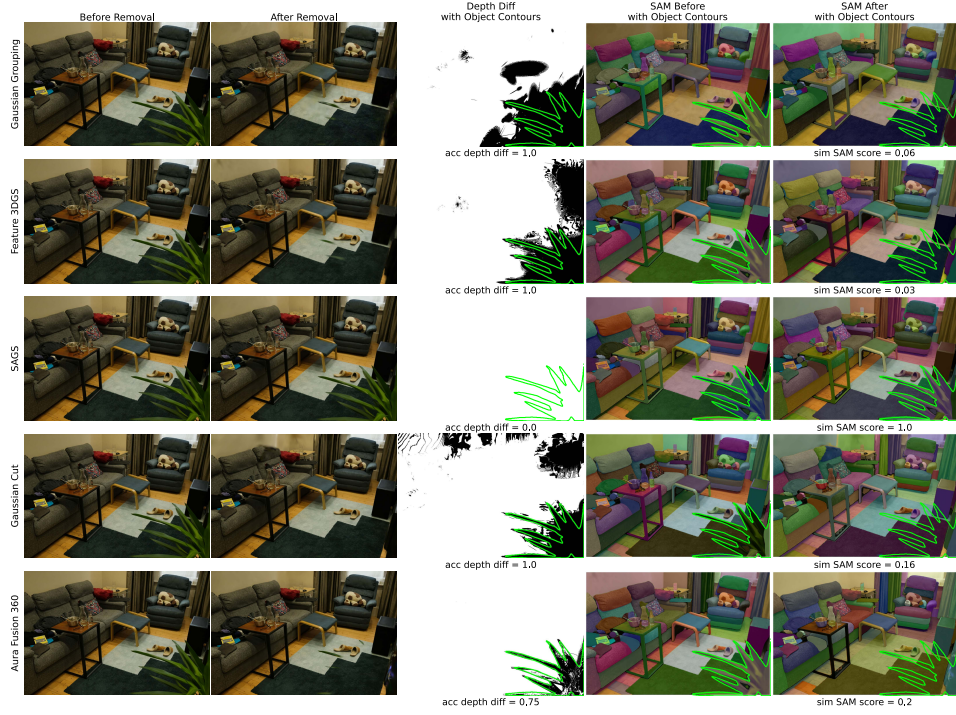 Before Removal
After Removal
Depth Diff
with Object Contours
SAM Before
with Object Contours
SAM After
with Object Contours
Gaussian Grouping
acc depth diff = 1,0
sim SAM score = 0,06
Feature 3DGS
acc depth diff = 1.0
sim SAM score = 0.03
SAGS
acc depth diff = 0.0
sim SAM score = 1.0
Gaussian Cut
acc depth diff = 1.0
sim SAM score = 0.16
Aura Fusion 360
acc depth diff = 0,75
sim SAM score = 0,2